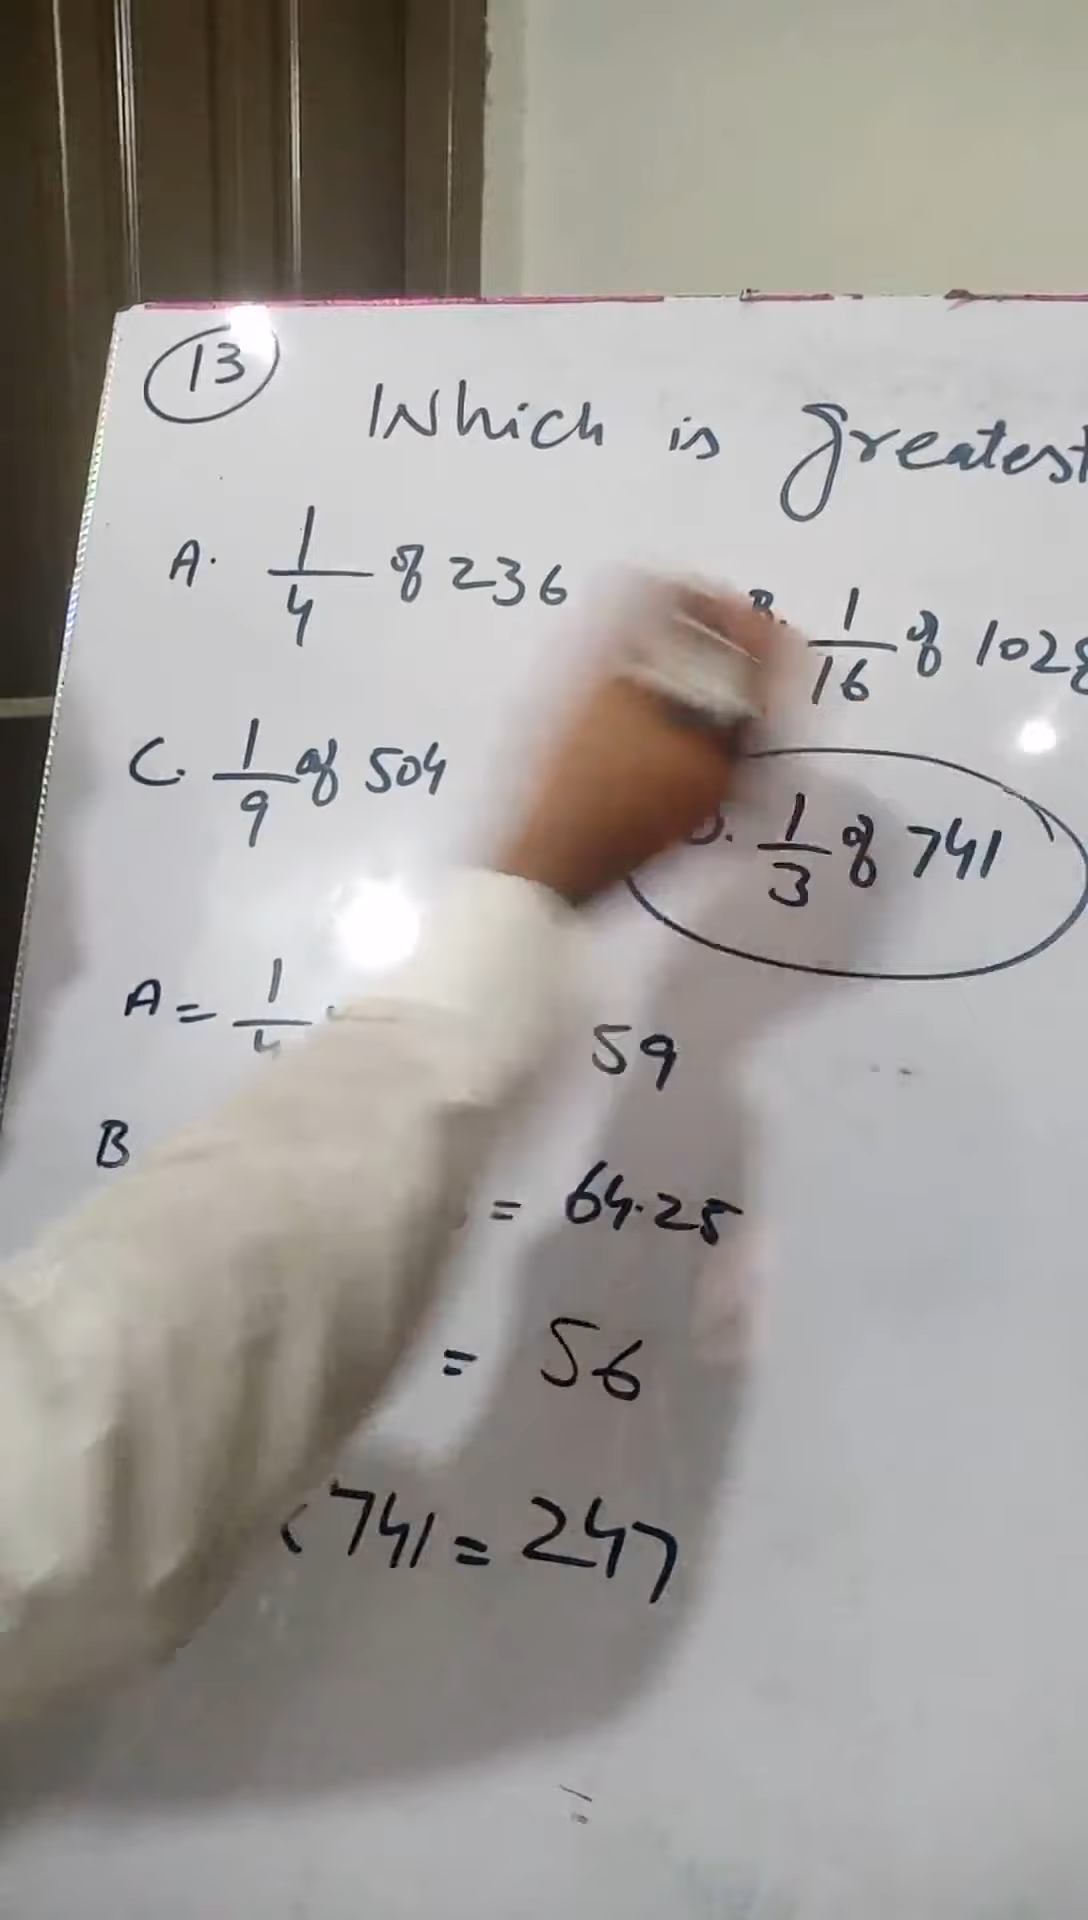 13
Which is greatest
A. 1/4 of 236
B. 1/16 of 1028
C. 1/9 of 504
D. 1/3 of 741
A = 1/4
59
B
= 64.25
= 56
741 = 247
=